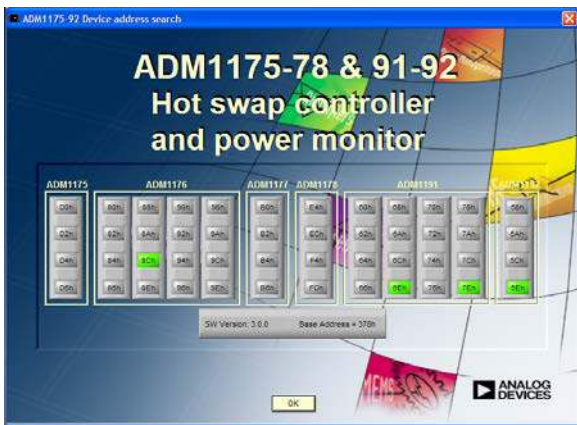 ADM1175-92 Device address search
ADM1175-78 & 91-92
Hot swap controller
and power monitor
ADM1175 ADM1176 ADM1177 ADM1178 ADM1191
D0h 80h 88h 90h 98h B0h E4h 60h 68h 70h 78h 58h
D2h 82h 8Ah 92h 9Ah B2h ECh 62h 6Ah 72h 7Ah 5Ah
D4h 84h 8Ch 94h 9Ch B4h F4h 64h 6Ch 74h 7Ch 5Ch
D6h 86h 8Eh 96h 9Eh B6h FCh 66h 6Eh 76h 7Eh 5Eh
SW Version: 3.0.0 Base Address = 378h
OK
MEMS
ANALOG
DEVICES